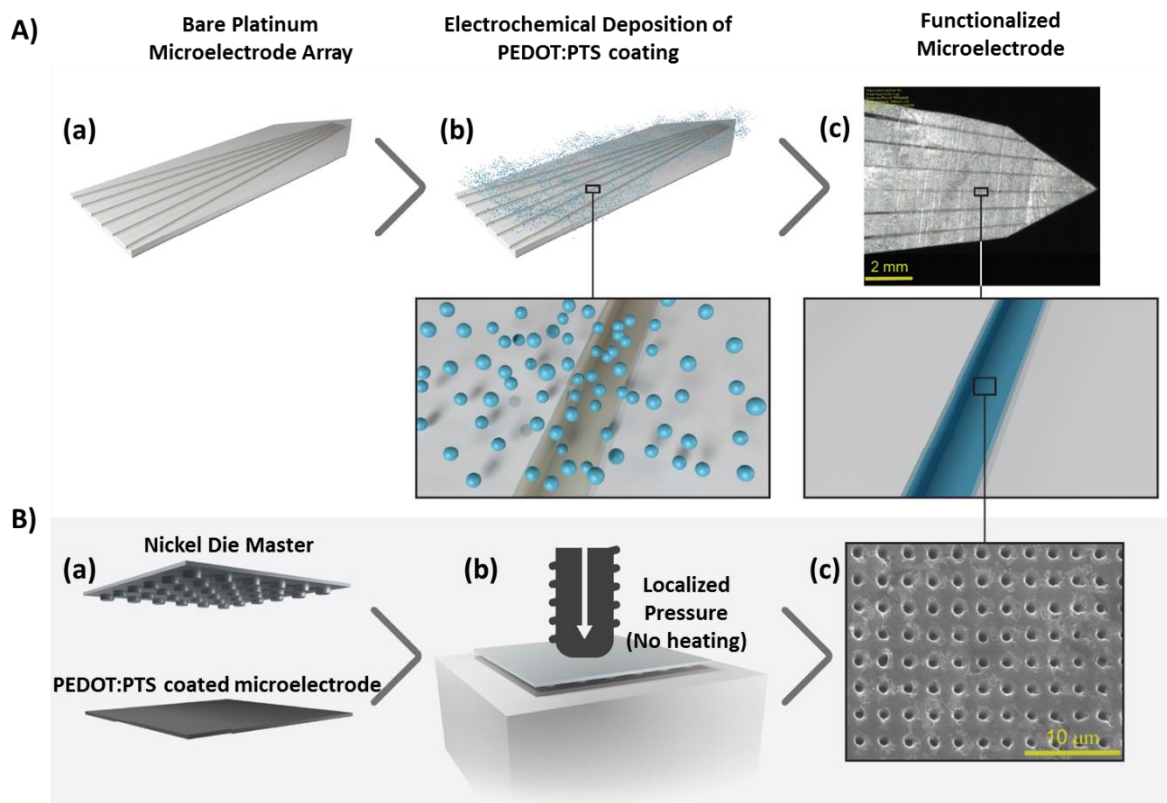 A)
Bare Platinum
Microelectrode Array
Electrochemical Deposition of
PEDOT:PTS coating
Functionalized
Microelectrode
(a)
(b)
(c)
2 mm
B)
(a)
Nickel Die Master
PEDOT:PTS coated microelectrode
(b)
Localized
Pressure
(No heating)
(c)
10 µm